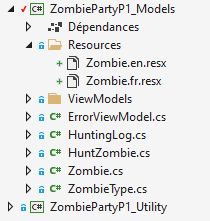 C# ZombiePartyP1_Models
Dépendances
Resources
Zombie.en.resx
Zombie.fr.resx
ViewModels
C# ErrorViewModel.cs
C# HuntingLog.cs
C# HuntZombie.cs
C# Zombie.cs
C# ZombieType.cs
C# ZombiePartyP1_Utility